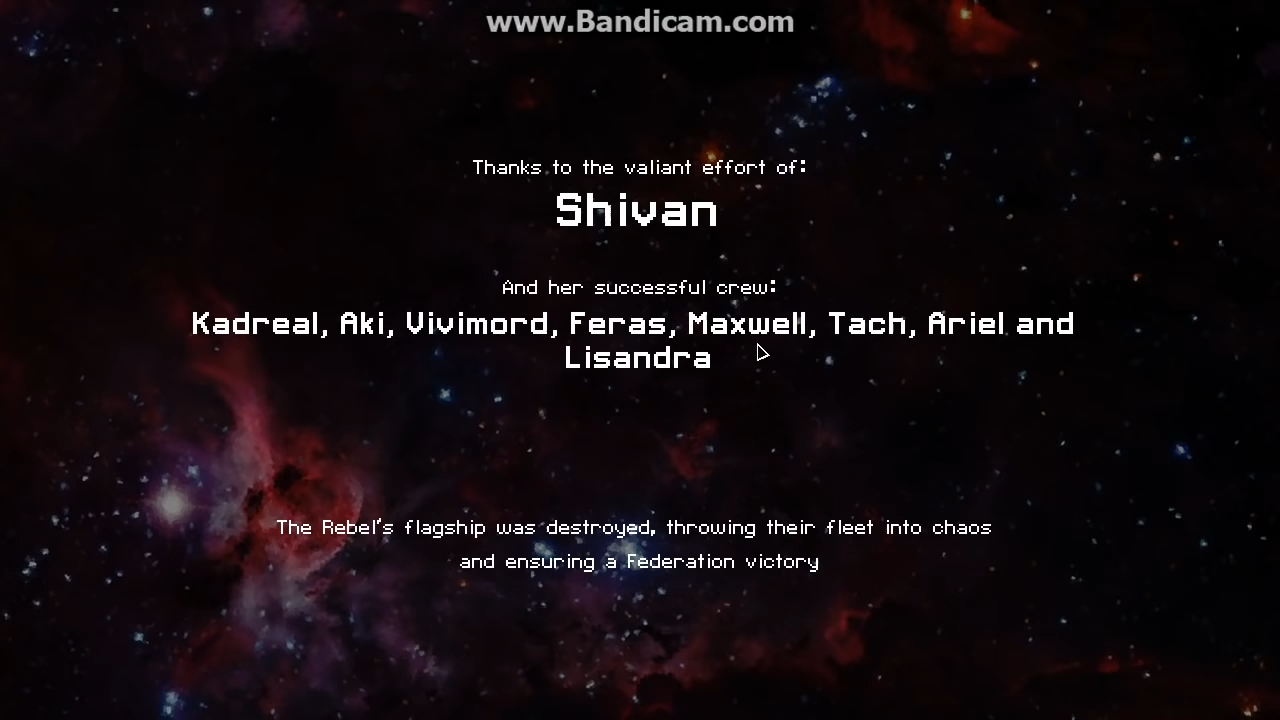 www.Bandicam.com
Thanks to the valiant effort of:
Shivan
And her successful crew:
Kadreal, Aki, Vivimord, Feras, Maxwell, Tach, Ariel and
Lisandra
The Rebel's flagship was destroyed, throwing their fleet into chaos
and ensuring a Federation victory